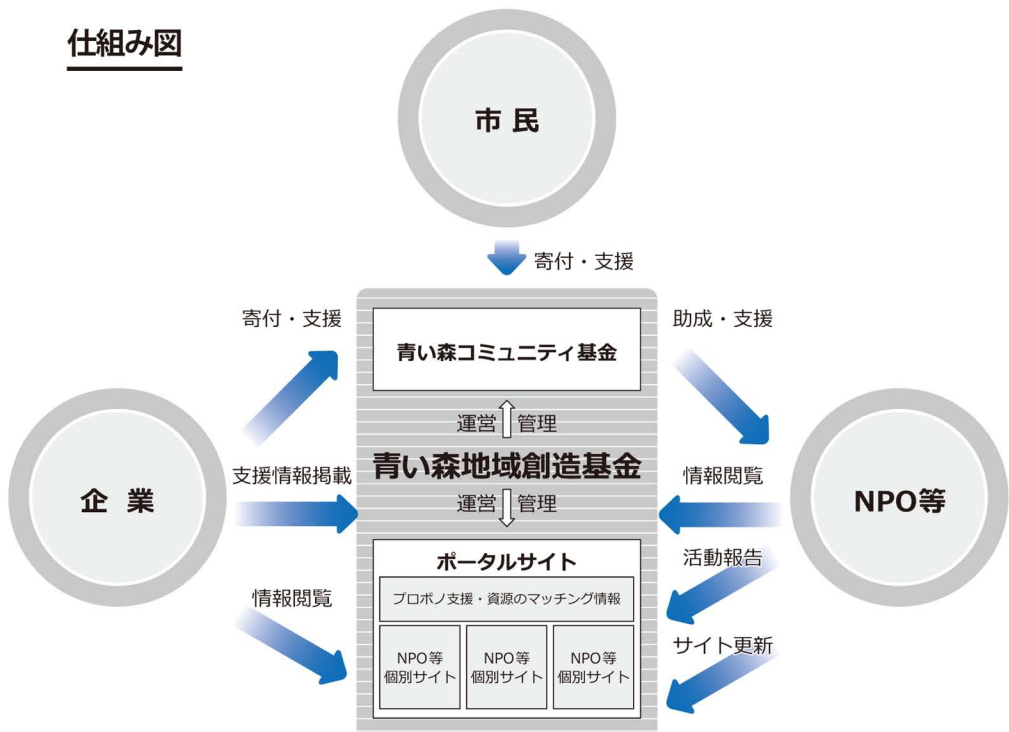 仕組み図
市民
寄付・支援
寄付・支援
助成・支援
青い森コミュニティ基金
運営 管理
支援情報掲載
青い森地域創造基金
情報閲覧
企業
NPO等
運営 管理
ポータルサイト
活動報告
プロボノ支援・資源のマッチング情報
情報閲覧
サイト更新
NPO等
個別サイト
NPO等
個別サイト
NPO等
個別サイト